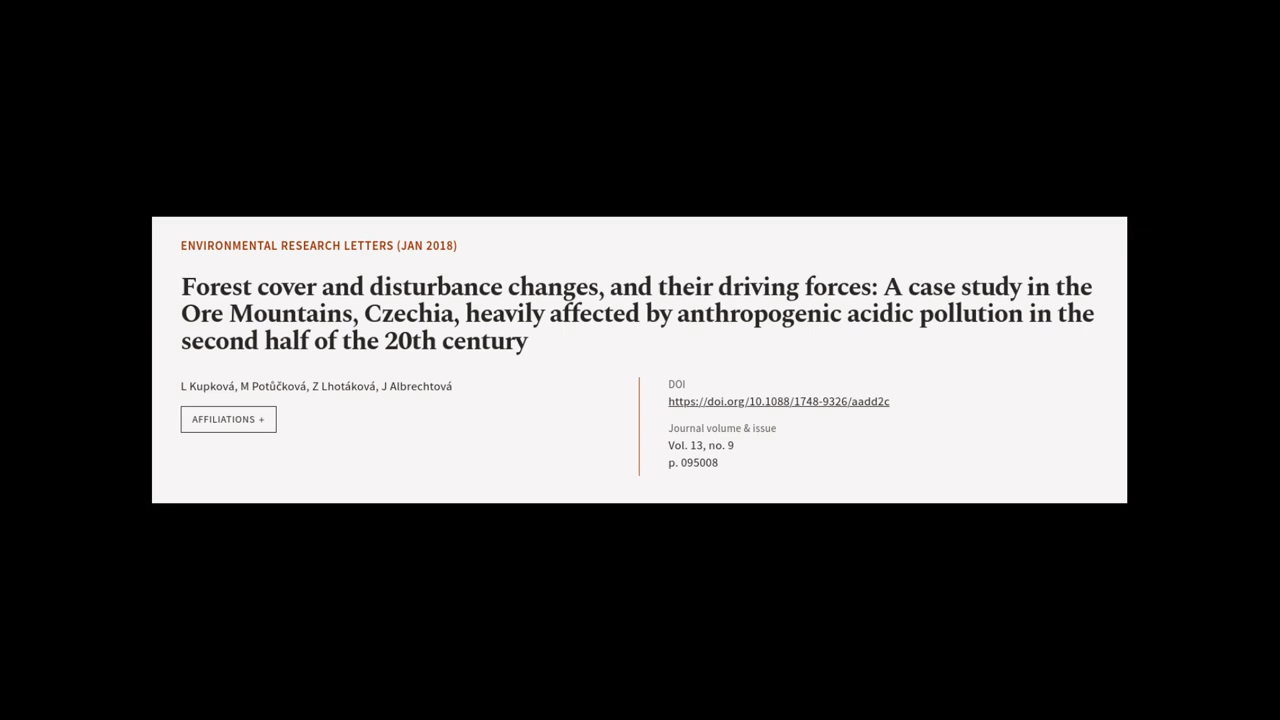 ENVIRONMENTAL RESEARCH LETTERS (JAN 2018)
Forest cover and disturbance changes, and their driving forces: A case study in the
Ore Mountains, Czechia, heavily affected by anthropogenic acidic pollution in the
second half of the 20th century
L Kupková, M Potůčková, Z Lhotáková, J Albrechtová
AFFILIATIONS +
DOI
https://doi.org/10.1088/1748-9326/aadd2c
Journal volume & issue
Vol. 13, no. 9
p. 095008